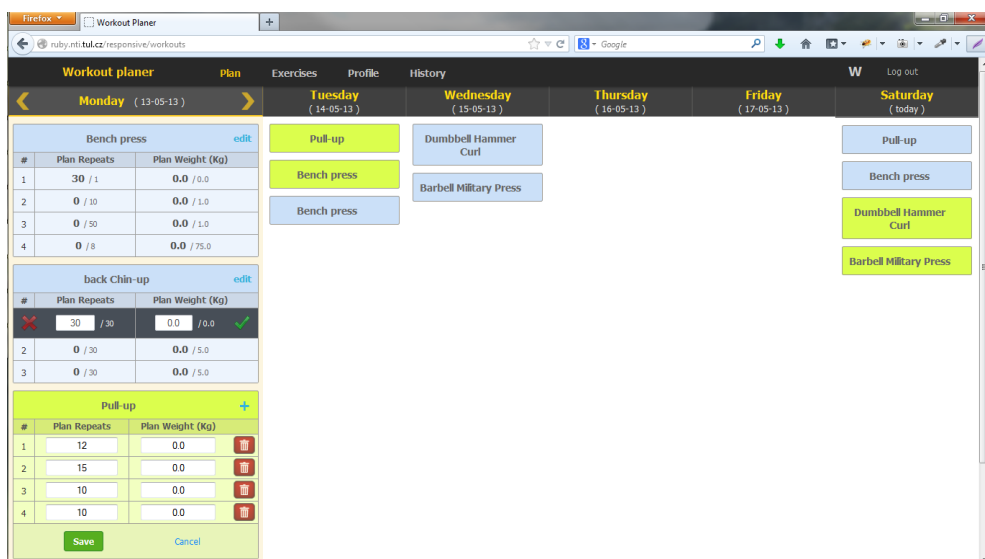 Firefox
Workout Planer
+
ruby.nti.tul.cz/responsive/workouts
Google
Workout planer Plan Exercises Profile History W Log out
Monday ( 13-05-13 )
Tuesday
( 14-05-13 )
Wednesday
( 15-05-13 )
Thursday
( 16-05-13 )
Friday
( 17-05-13 )
Saturday
( today )
Bench press edit
# Plan Repeats Plan Weight (Kg)
1 30 / 1 0.0 / 0.0
2 0 / 10 0.0 / 1.0
3 0 / 50 0.0 / 1.0
4 0 / 8 0.0 / 75.0
back Chin-up edit
# Plan Repeats Plan Weight (Kg)
30 / 30 0.0 / 0.0
2 0 / 30 0.0 / 5.0
3 0 / 30 0.0 / 5.0
Pull-up +
# Plan Repeats Plan Weight (Kg)
1 12 0.0
2 15 0.0
3 10 0.0
4 10 0.0
Save Cancel
Pull-up
Bench press
Bench press
Dumbbell Hammer
Curl
Barbell Military Press
Pull-up
Bench press
Dumbbell Hammer
Curl
Barbell Military Press